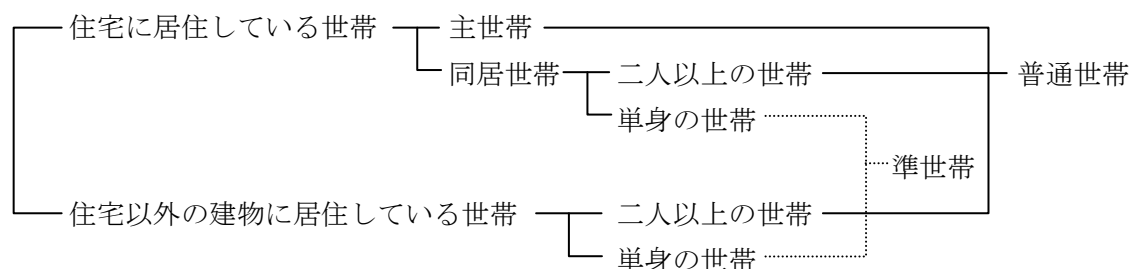 住宅に居住している世帯 主世帯
同居世帯 二人以上の世帯 普通世帯
単身の世帯
準世帯
住宅以外の建物に居住している世帯 二人以上の世帯
単身の世帯